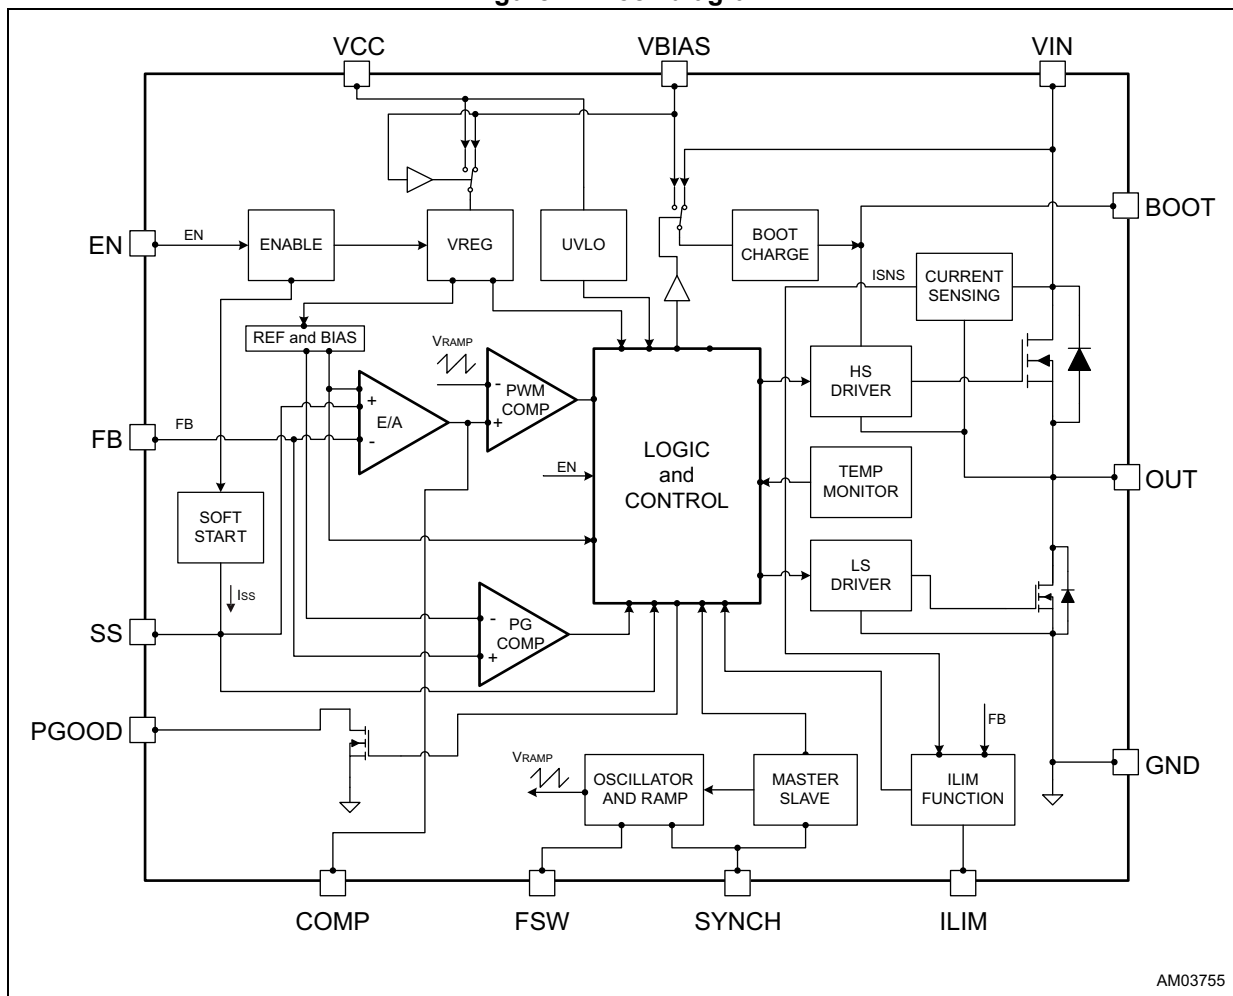 VCC
VBIAS
VIN
BOOT
EN
EN
ENABLE
VREG
UVLO
BOOT
CHARGE
ISNS
CURRENT
SENSING
REF and BIAS
VRAMP
-
PWM
COMP
+
HS
DRIVER
+
E/A
-
FB
FB
LOGIC
and
CONTROL
EN
TEMP
MONITOR
OUT
SOFT
START
LS
DRIVER
ISS
SS
-
PG
COMP
+
PGOOD
FB
VRAMP
OSCILLATOR
AND RAMP
MASTER
SLAVE
ILIM
FUNCTION
GND
COMP
FSW
SYNCH
ILIM
AM03755